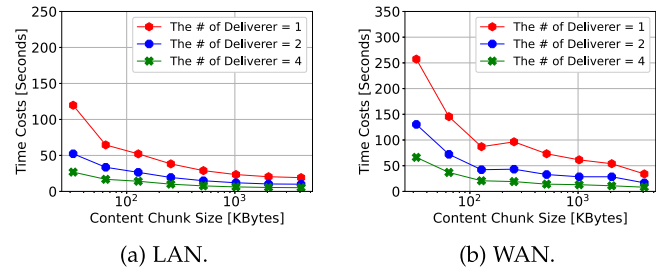 250
200
150
100
50
0
Time Costs [Seconds]
The # of Deliverer = 1
The # of Deliverer = 2
The # of Deliverer = 4
10²
10³
Content Chunk Size [KBytes]
(a) LAN.
350
300
250
200
150
100
50
0
Time Costs [Seconds]
The # of Deliverer = 1
The # of Deliverer = 2
The # of Deliverer = 4
10²
10³
Content Chunk Size [KBytes]
(b) WAN.